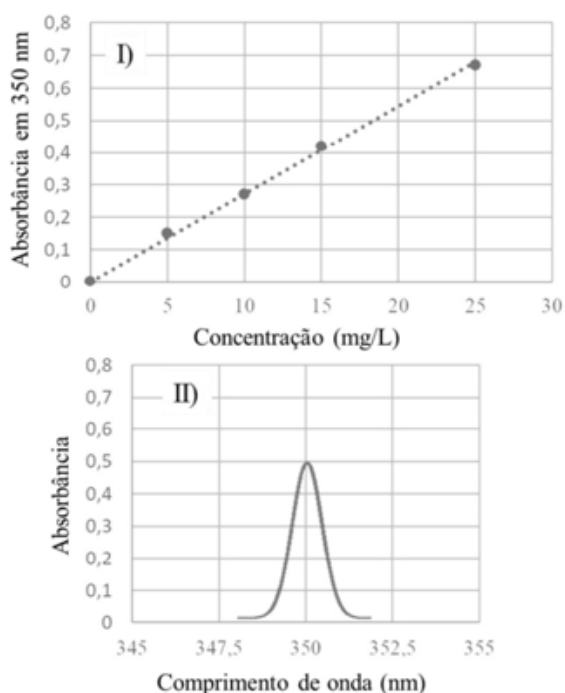 0,8
I)
0,7
0,6
0,5
0,4
0,3
0,2
0,1
0
Absorbância em 350 nm
0 5 10 15 20 25 30
Concentração (mg/L)
0,8
II)
0,7
0,6
0,5
0,4
0,3
0,2
0,1
0
Absorbância
345 347,5 350 352,5 355
Comprimento de onda (nm)